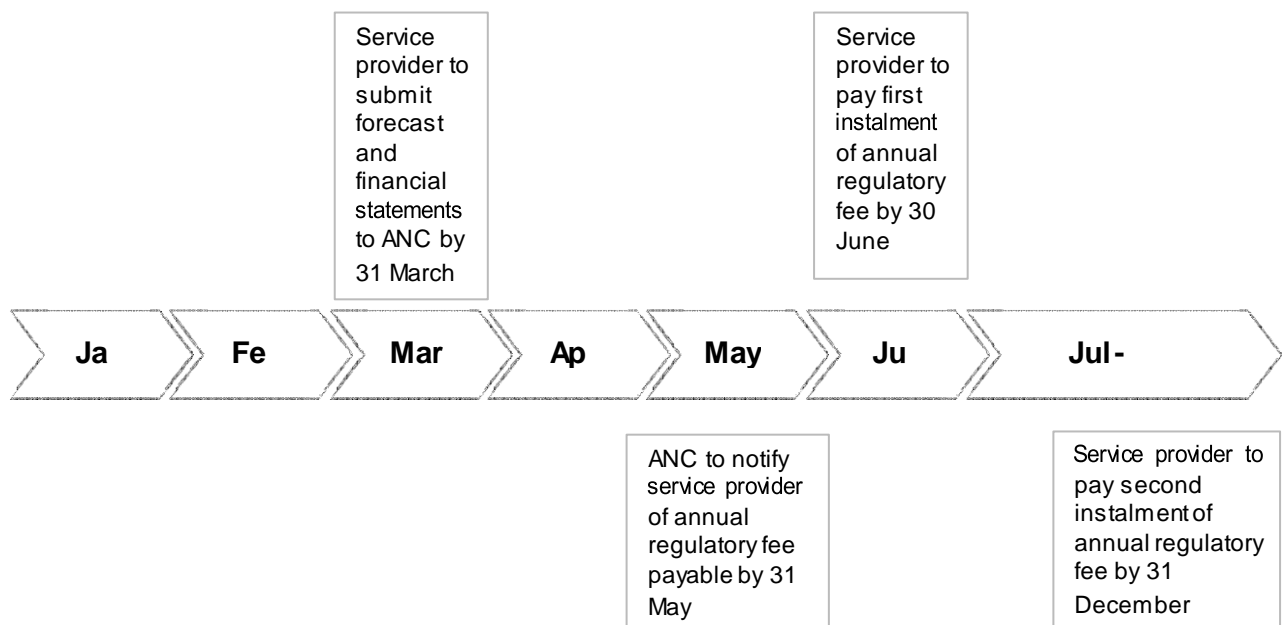 Service
provider to
submit
forecast
and
financial
statements
to ANC by
31 March
Service
provider to
pay first
instalment
of annual
regulatory
fee by 30
June
Ja
Fe
Mar
Ap
May
Ju
Jul-
ANC to notify
service provider
of annual
regulatory fee
payable by 31
May
Service provider to
pay second
instalment of
annual regulatory
fee by 31
December